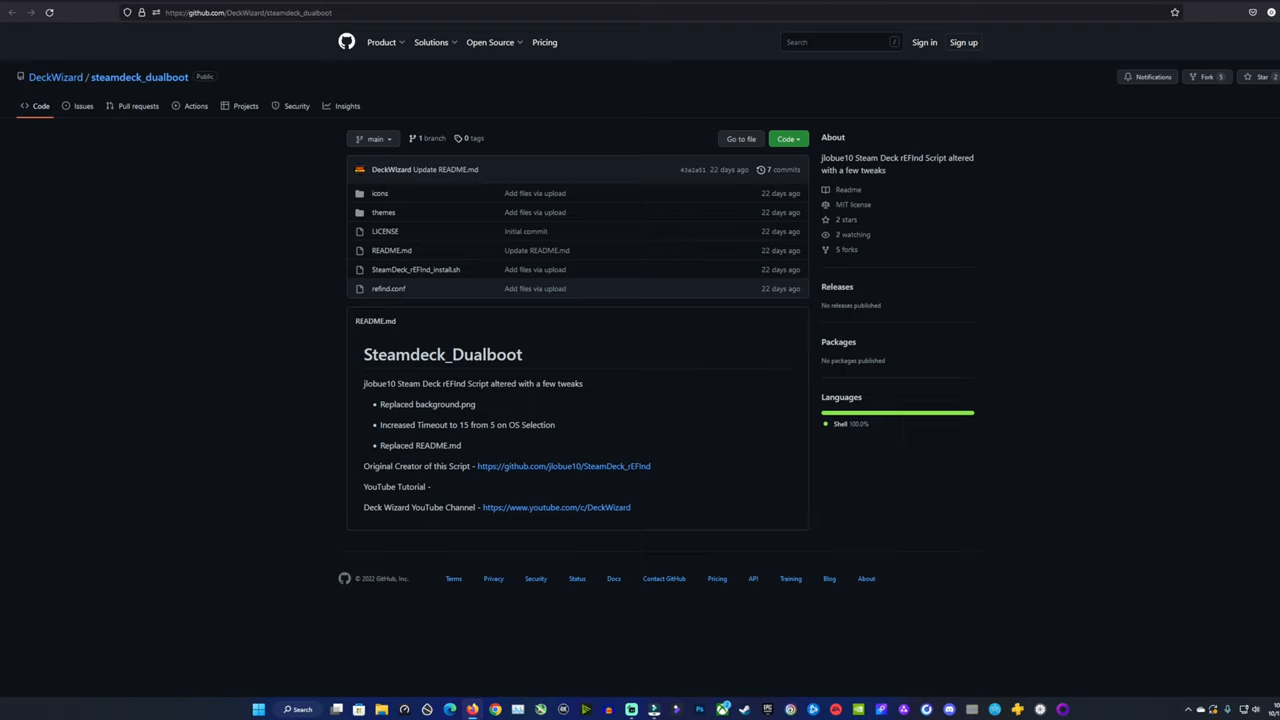 https://github.com/DeckWizard/steamdeck_dualboot
Product Solutions Open Source Pricing Search / Sign in Sign up
DeckWizard / steamdeck_dualboot Public Notifications Fork 5 Star 2
Code Issues Pull requests Actions Projects Security Insights
main 1 branch 0 tags Go to file Code
About
jlobue10 Steam Deck rEFInd Script altered
with a few tweaks
Readme
MIT license
2 stars
2 watching
5 forks
Releases
No releases published
Packages
No packages published
Languages
Shell 100.0%
DeckWizard Update README.md 43a2a51 22 days ago 7 commits
icons Add files via upload 22 days ago
themes Add files via upload 22 days ago
LICENSE Initial commit 22 days ago
README.md Update README.md 22 days ago
SteamDeck_rEFInd_install.sh Add files via upload 22 days ago
refind.conf Add files via upload 22 days ago
README.md
Steamdeck_Dualboot
jlobue10 Steam Deck rEFInd Script altered with a few tweaks
• Replaced background.png
• Increased Timeout to 15 from 5 on OS Selection
• Replaced README.md
Original Creator of this Script - https://github.com/jlobue10/SteamDeck_rEFInd
YouTube Tutorial -
Deck Wizard YouTube Channel - https://www.youtube.com/c/DeckWizard
© 2022 GitHub, Inc. Terms Privacy Security Status Docs Contact GitHub Pricing API Training Blog About
Search